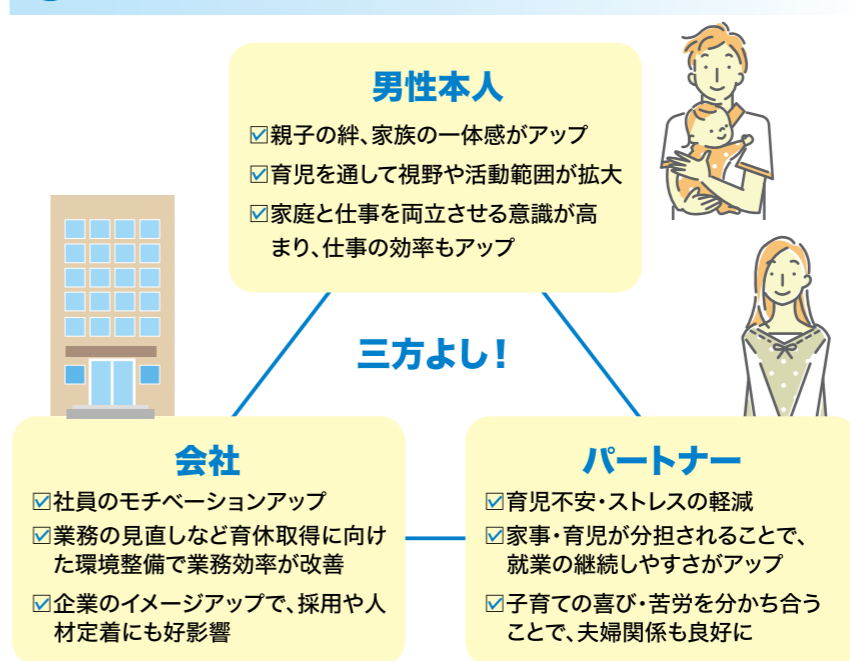 男性本人
☑親子の絆、家族の一体感がアップ
☑育児を通して視野や活動範囲が拡大
☑家庭と仕事を両立させる意識が高
まり、仕事の効率もアップ
三方よし!
会社
☑社員のモチベーションアップ
☑業務の見直しなど育休取得に向け
た環境整備で業務効率が改善
☑企業のイメージアップで、採用や人
材定着にも好影響
パートナー
☑育児不安・ストレスの軽減
☑家事・育児が分担されることで、
就業の継続しやすさがアップ
☑子育ての喜び・苦労を分かち合う
ことで、夫婦関係も良好に